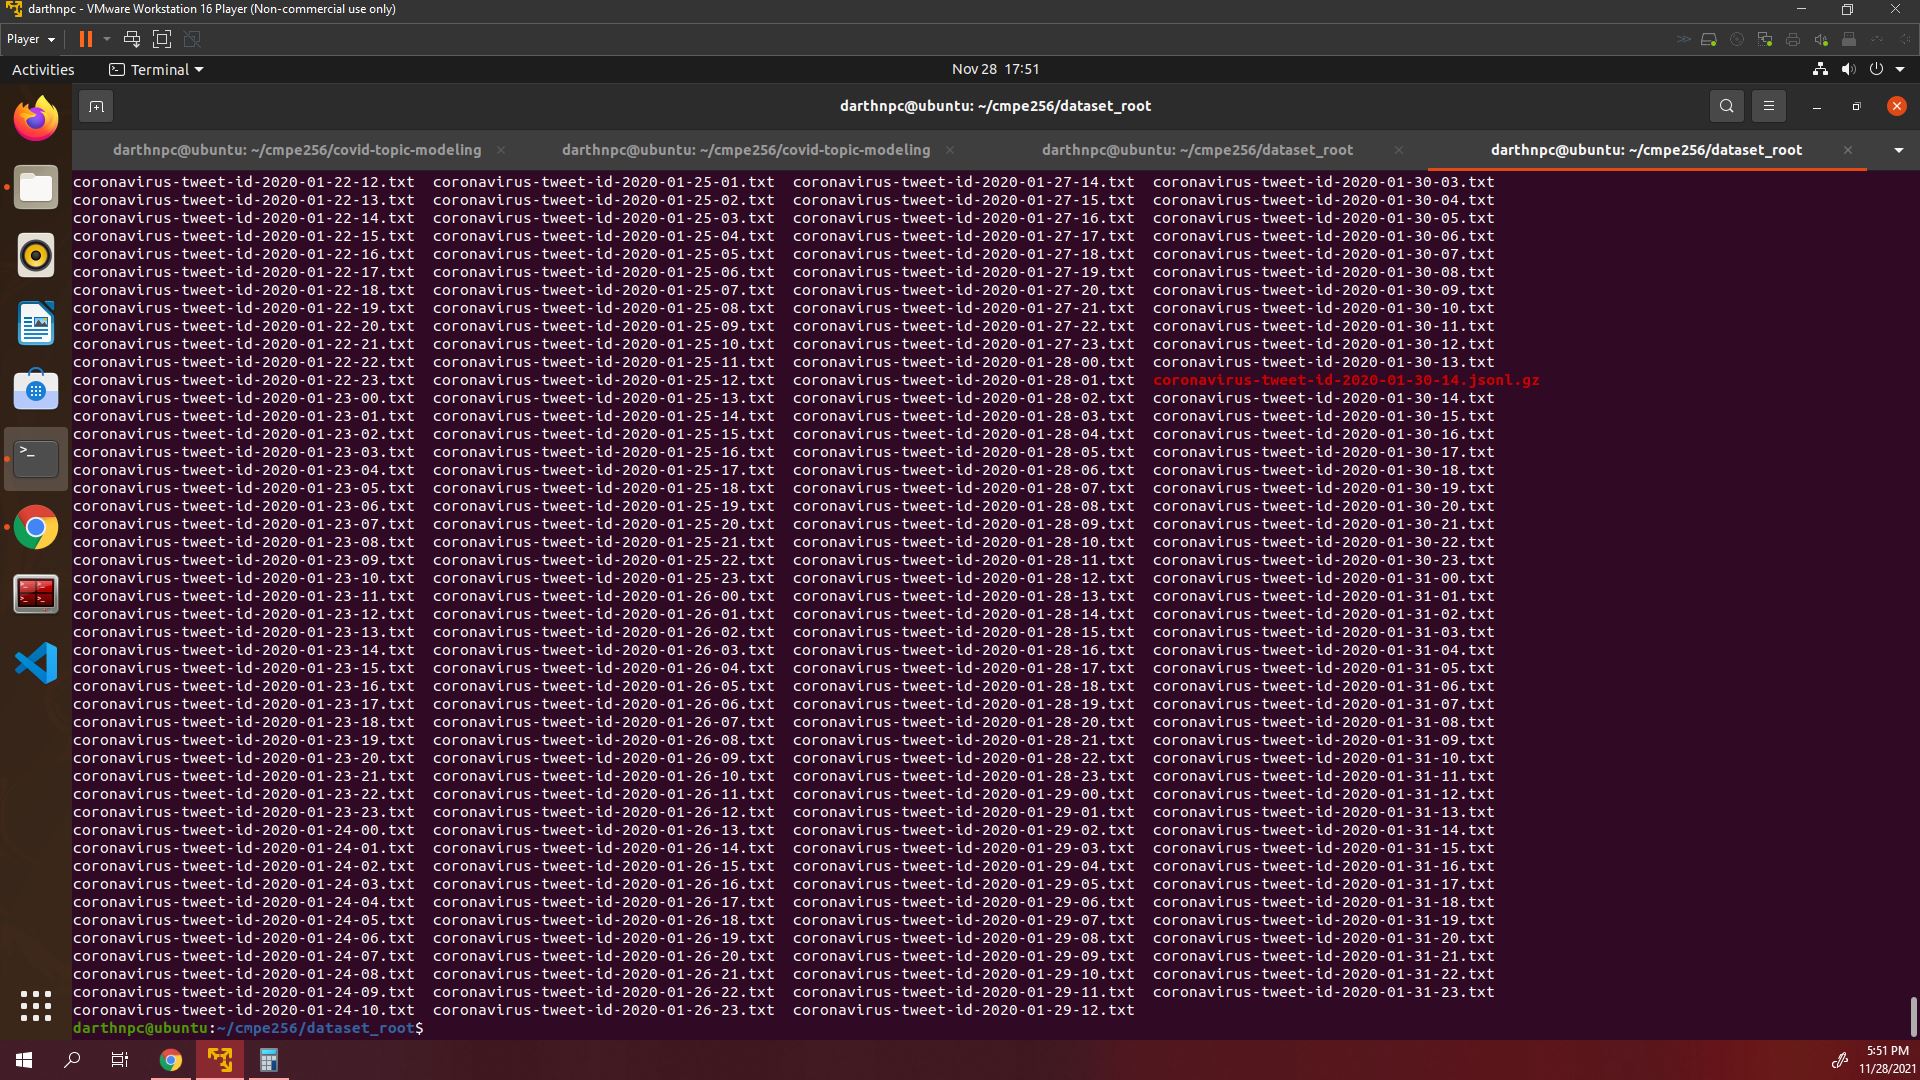 darthnpc - VMware Workstation 16 Player (Non-commercial use only)
Player
Activities Terminal Nov 28 17:51
darthnpc@ubuntu: ~/cmpe256/dataset_root
darthnpc@ubuntu: ~/cmpe256/covid-topic-modeling darthnpc@ubuntu: ~/cmpe256/covid-topic-modeling darthnpc@ubuntu: ~/cmpe256/dataset_root darthnpc@ubuntu: ~/cmpe256/dataset_root
coronavirus-tweet-id-2020-01-22-12.txt coronavirus-tweet-id-2020-01-25-01.txt coronavirus-tweet-id-2020-01-27-14.txt coronavirus-tweet-id-2020-01-30-03.txt
coronavirus-tweet-id-2020-01-22-13.txt coronavirus-tweet-id-2020-01-25-02.txt coronavirus-tweet-id-2020-01-27-15.txt coronavirus-tweet-id-2020-01-30-04.txt
coronavirus-tweet-id-2020-01-22-14.txt coronavirus-tweet-id-2020-01-25-03.txt coronavirus-tweet-id-2020-01-27-16.txt coronavirus-tweet-id-2020-01-30-05.txt
coronavirus-tweet-id-2020-01-22-15.txt coronavirus-tweet-id-2020-01-25-04.txt coronavirus-tweet-id-2020-01-27-17.txt coronavirus-tweet-id-2020-01-30-06.txt
coronavirus-tweet-id-2020-01-22-16.txt coronavirus-tweet-id-2020-01-25-05.txt coronavirus-tweet-id-2020-01-27-18.txt coronavirus-tweet-id-2020-01-30-07.txt
coronavirus-tweet-id-2020-01-22-17.txt coronavirus-tweet-id-2020-01-25-06.txt coronavirus-tweet-id-2020-01-27-19.txt coronavirus-tweet-id-2020-01-30-08.txt
coronavirus-tweet-id-2020-01-22-18.txt coronavirus-tweet-id-2020-01-25-07.txt coronavirus-tweet-id-2020-01-27-20.txt coronavirus-tweet-id-2020-01-30-09.txt
coronavirus-tweet-id-2020-01-22-19.txt coronavirus-tweet-id-2020-01-25-08.txt coronavirus-tweet-id-2020-01-27-21.txt coronavirus-tweet-id-2020-01-30-10.txt
coronavirus-tweet-id-2020-01-22-20.txt coronavirus-tweet-id-2020-01-25-09.txt coronavirus-tweet-id-2020-01-27-22.txt coronavirus-tweet-id-2020-01-30-11.txt
coronavirus-tweet-id-2020-01-22-21.txt coronavirus-tweet-id-2020-01-25-10.txt coronavirus-tweet-id-2020-01-27-23.txt coronavirus-tweet-id-2020-01-30-12.txt
coronavirus-tweet-id-2020-01-22-22.txt coronavirus-tweet-id-2020-01-25-11.txt coronavirus-tweet-id-2020-01-28-00.txt coronavirus-tweet-id-2020-01-30-13.txt
coronavirus-tweet-id-2020-01-22-23.txt coronavirus-tweet-id-2020-01-25-12.txt coronavirus-tweet-id-2020-01-28-01.txt coronavirus-tweet-id-2020-01-30-14.jsonl.gz
coronavirus-tweet-id-2020-01-23-00.txt coronavirus-tweet-id-2020-01-25-13.txt coronavirus-tweet-id-2020-01-28-02.txt coronavirus-tweet-id-2020-01-30-14.txt
coronavirus-tweet-id-2020-01-23-01.txt coronavirus-tweet-id-2020-01-25-14.txt coronavirus-tweet-id-2020-01-28-03.txt coronavirus-tweet-id-2020-01-30-15.txt
coronavirus-tweet-id-2020-01-23-02.txt coronavirus-tweet-id-2020-01-25-15.txt coronavirus-tweet-id-2020-01-28-04.txt coronavirus-tweet-id-2020-01-30-16.txt
coronavirus-tweet-id-2020-01-23-03.txt coronavirus-tweet-id-2020-01-25-16.txt coronavirus-tweet-id-2020-01-28-05.txt coronavirus-tweet-id-2020-01-30-17.txt
coronavirus-tweet-id-2020-01-23-04.txt coronavirus-tweet-id-2020-01-25-17.txt coronavirus-tweet-id-2020-01-28-06.txt coronavirus-tweet-id-2020-01-30-18.txt
coronavirus-tweet-id-2020-01-23-05.txt coronavirus-tweet-id-2020-01-25-18.txt coronavirus-tweet-id-2020-01-28-07.txt coronavirus-tweet-id-2020-01-30-19.txt
coronavirus-tweet-id-2020-01-23-06.txt coronavirus-tweet-id-2020-01-25-19.txt coronavirus-tweet-id-2020-01-28-08.txt coronavirus-tweet-id-2020-01-30-20.txt
coronavirus-tweet-id-2020-01-23-07.txt coronavirus-tweet-id-2020-01-25-20.txt coronavirus-tweet-id-2020-01-28-09.txt coronavirus-tweet-id-2020-01-30-21.txt
coronavirus-tweet-id-2020-01-23-08.txt coronavirus-tweet-id-2020-01-25-21.txt coronavirus-tweet-id-2020-01-28-10.txt coronavirus-tweet-id-2020-01-30-22.txt
coronavirus-tweet-id-2020-01-23-09.txt coronavirus-tweet-id-2020-01-25-22.txt coronavirus-tweet-id-2020-01-28-11.txt coronavirus-tweet-id-2020-01-30-23.txt
coronavirus-tweet-id-2020-01-23-10.txt coronavirus-tweet-id-2020-01-25-23.txt coronavirus-tweet-id-2020-01-28-12.txt coronavirus-tweet-id-2020-01-31-00.txt
coronavirus-tweet-id-2020-01-23-11.txt coronavirus-tweet-id-2020-01-26-00.txt coronavirus-tweet-id-2020-01-28-13.txt coronavirus-tweet-id-2020-01-31-01.txt
coronavirus-tweet-id-2020-01-23-12.txt coronavirus-tweet-id-2020-01-26-01.txt coronavirus-tweet-id-2020-01-28-14.txt coronavirus-tweet-id-2020-01-31-02.txt
coronavirus-tweet-id-2020-01-23-13.txt coronavirus-tweet-id-2020-01-26-02.txt coronavirus-tweet-id-2020-01-28-15.txt coronavirus-tweet-id-2020-01-31-03.txt
coronavirus-tweet-id-2020-01-23-14.txt coronavirus-tweet-id-2020-01-26-03.txt coronavirus-tweet-id-2020-01-28-16.txt coronavirus-tweet-id-2020-01-31-04.txt
coronavirus-tweet-id-2020-01-23-15.txt coronavirus-tweet-id-2020-01-26-04.txt coronavirus-tweet-id-2020-01-28-17.txt coronavirus-tweet-id-2020-01-31-05.txt
coronavirus-tweet-id-2020-01-23-16.txt coronavirus-tweet-id-2020-01-26-05.txt coronavirus-tweet-id-2020-01-28-18.txt coronavirus-tweet-id-2020-01-31-06.txt
coronavirus-tweet-id-2020-01-23-17.txt coronavirus-tweet-id-2020-01-26-06.txt coronavirus-tweet-id-2020-01-28-19.txt coronavirus-tweet-id-2020-01-31-07.txt
coronavirus-tweet-id-2020-01-23-18.txt coronavirus-tweet-id-2020-01-26-07.txt coronavirus-tweet-id-2020-01-28-20.txt coronavirus-tweet-id-2020-01-31-08.txt
coronavirus-tweet-id-2020-01-23-19.txt coronavirus-tweet-id-2020-01-26-08.txt coronavirus-tweet-id-2020-01-28-21.txt coronavirus-tweet-id-2020-01-31-09.txt
coronavirus-tweet-id-2020-01-23-20.txt coronavirus-tweet-id-2020-01-26-09.txt coronavirus-tweet-id-2020-01-28-22.txt coronavirus-tweet-id-2020-01-31-10.txt
coronavirus-tweet-id-2020-01-23-21.txt coronavirus-tweet-id-2020-01-26-10.txt coronavirus-tweet-id-2020-01-28-23.txt coronavirus-tweet-id-2020-01-31-11.txt
coronavirus-tweet-id-2020-01-23-22.txt coronavirus-tweet-id-2020-01-26-11.txt coronavirus-tweet-id-2020-01-29-00.txt coronavirus-tweet-id-2020-01-31-12.txt
coronavirus-tweet-id-2020-01-23-23.txt coronavirus-tweet-id-2020-01-26-12.txt coronavirus-tweet-id-2020-01-29-01.txt coronavirus-tweet-id-2020-01-31-13.txt
coronavirus-tweet-id-2020-01-24-00.txt coronavirus-tweet-id-2020-01-26-13.txt coronavirus-tweet-id-2020-01-29-02.txt coronavirus-tweet-id-2020-01-31-14.txt
coronavirus-tweet-id-2020-01-24-01.txt coronavirus-tweet-id-2020-01-26-14.txt coronavirus-tweet-id-2020-01-29-03.txt coronavirus-tweet-id-2020-01-31-15.txt
coronavirus-tweet-id-2020-01-24-02.txt coronavirus-tweet-id-2020-01-26-15.txt coronavirus-tweet-id-2020-01-29-04.txt coronavirus-tweet-id-2020-01-31-16.txt
coronavirus-tweet-id-2020-01-24-03.txt coronavirus-tweet-id-2020-01-26-16.txt coronavirus-tweet-id-2020-01-29-05.txt coronavirus-tweet-id-2020-01-31-17.txt
coronavirus-tweet-id-2020-01-24-04.txt coronavirus-tweet-id-2020-01-26-17.txt coronavirus-tweet-id-2020-01-29-06.txt coronavirus-tweet-id-2020-01-31-18.txt
coronavirus-tweet-id-2020-01-24-05.txt coronavirus-tweet-id-2020-01-26-18.txt coronavirus-tweet-id-2020-01-29-07.txt coronavirus-tweet-id-2020-01-31-19.txt
coronavirus-tweet-id-2020-01-24-06.txt coronavirus-tweet-id-2020-01-26-19.txt coronavirus-tweet-id-2020-01-29-08.txt coronavirus-tweet-id-2020-01-31-20.txt
coronavirus-tweet-id-2020-01-24-07.txt coronavirus-tweet-id-2020-01-26-20.txt coronavirus-tweet-id-2020-01-29-09.txt coronavirus-tweet-id-2020-01-31-21.txt
coronavirus-tweet-id-2020-01-24-08.txt coronavirus-tweet-id-2020-01-26-21.txt coronavirus-tweet-id-2020-01-29-10.txt coronavirus-tweet-id-2020-01-31-22.txt
coronavirus-tweet-id-2020-01-24-09.txt coronavirus-tweet-id-2020-01-26-22.txt coronavirus-tweet-id-2020-01-29-11.txt coronavirus-tweet-id-2020-01-31-23.txt
coronavirus-tweet-id-2020-01-24-10.txt coronavirus-tweet-id-2020-01-26-23.txt coronavirus-tweet-id-2020-01-29-12.txt
darthnpc@ubuntu:~/cmpe256/dataset_root$
5:51 PM
11/28/2021